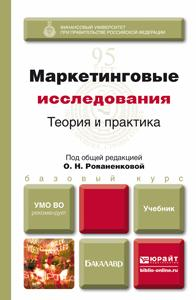 ФИНАНСОВЫЙ УНИВЕРСИТЕТ
ПРИ ПРАВИТЕЛЬСТВЕ РОССИЙСКОЙ ФЕДЕРАЦИИ
95
Маркетинговые
исследования
Теория и практика
Под общей редакцией
О. Н. Романенковой
базовый курс
УМО ВО
рекомендует
Учебник
БАКАЛАВР
юрайт
ИЗДАТЕЛЬСТВО
biblio-online.ru